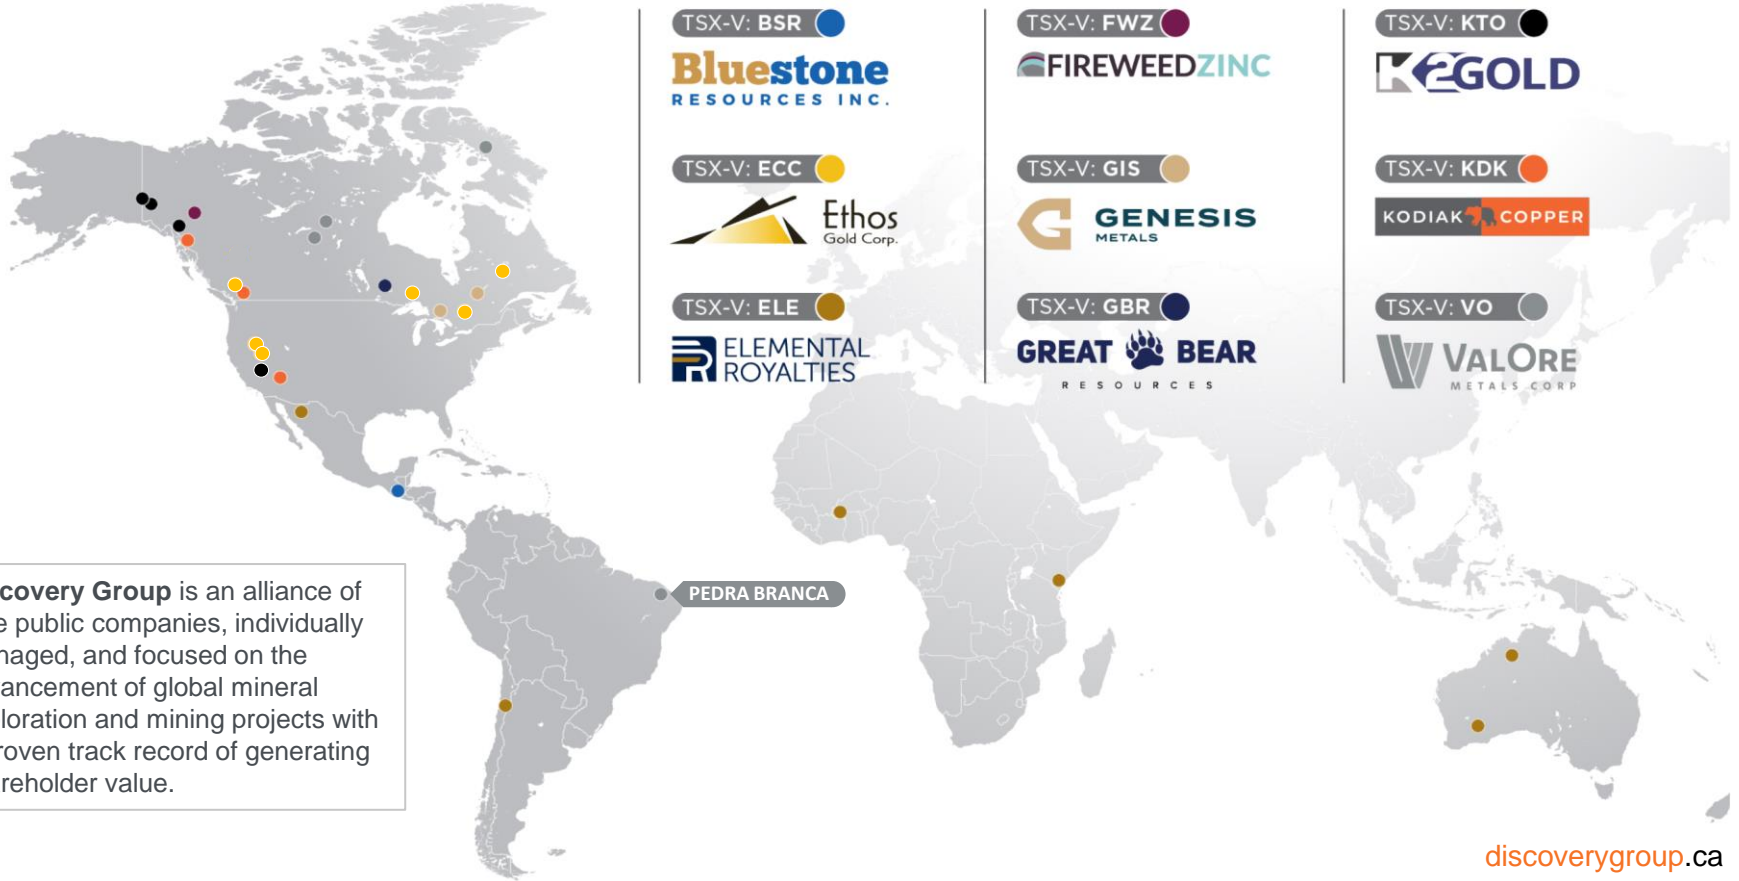 TSX-V: BSR
Bluestone
RESOURCES INC.
TSX-V: FWZ
FIREWEEDZINC
TSX-V: KTO
K2GOLD
TSX-V: ECC
Ethos
Gold Corp.
TSX-V: GIS
GENESIS
METALS
TSX-V: KDK
KODIAK COPPER
TSX-V: ELE
ELEMENTAL
ROYALTIES
TSX-V: GBR
GREAT BEAR
RESOURCES
TSX-V: VO
VALORE
METALS CORP
PEDRA BRANCA
covery Group is an alliance of
e public companies, individually
naged, and focused on the
ancement of global mineral
loration and mining projects with
roven track record of generating
reholder value.
discoverygroup.ca